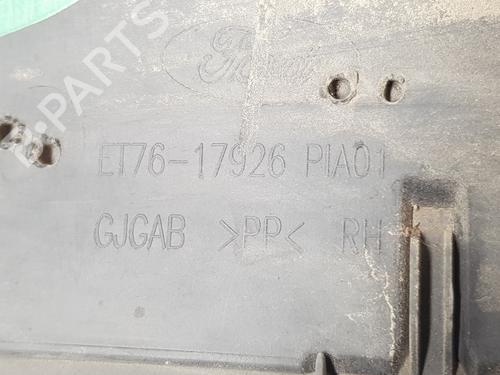 Ford
ET76-17926 PIA01
GJGAB >PP< RH
B-PARTS